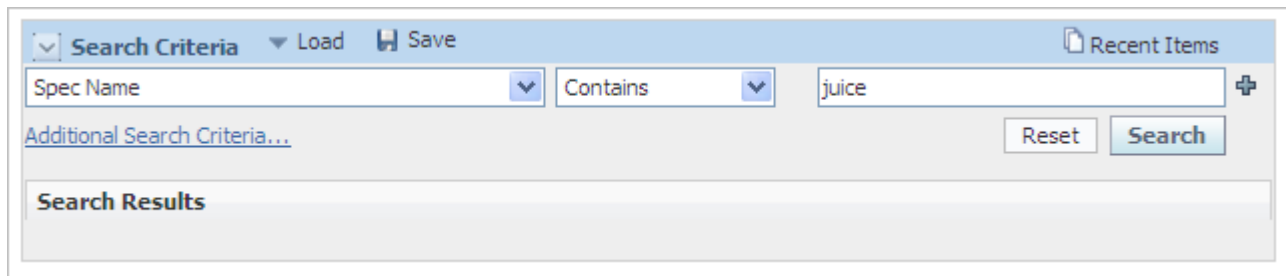 Search Criteria Load Save Recent Items
Spec Name Contains juice
Additional Search Criteria... Reset Search
Search Results